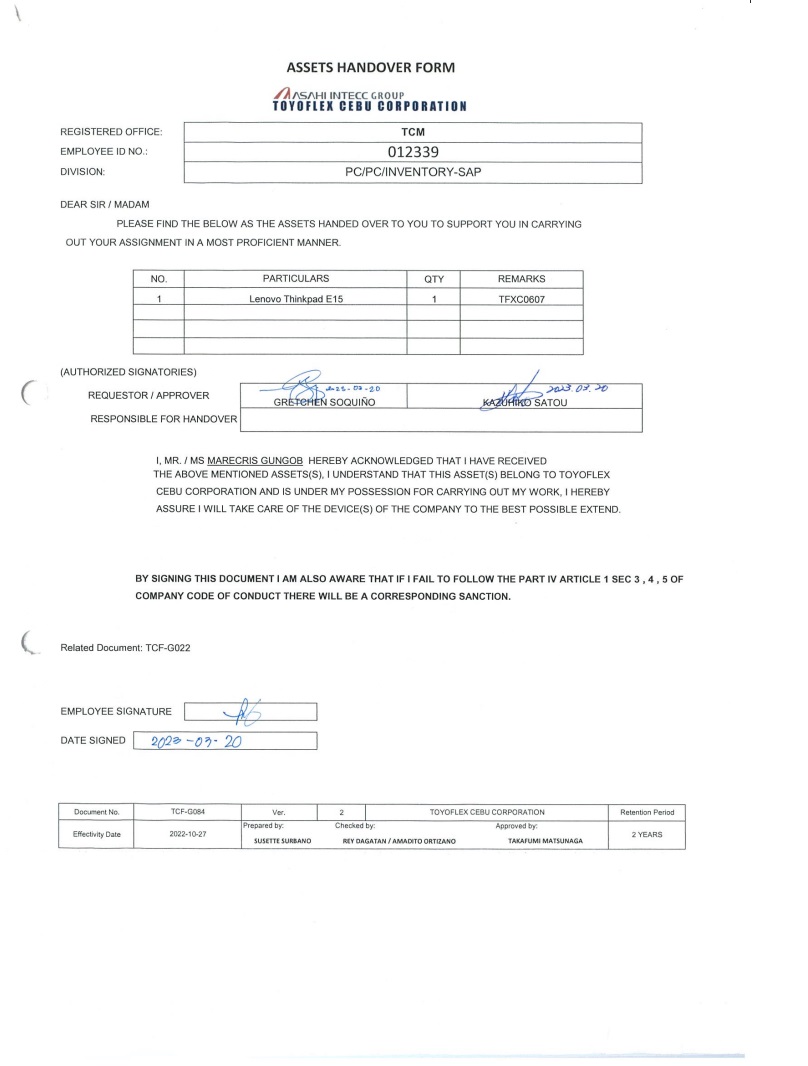 ASSETS HANDOVER FORM
ASAHI INTECC GROUP
TOYOFLEX CEBU CORPORATION
REGISTERED OFFICE: TCM
EMPLOYEE ID NO.: 012339
DIVISION: PC/PC/INVENTORY-SAP
DEAR SIR / MADAM
PLEASE FIND THE BELOW AS THE ASSETS HANDED OVER TO YOU TO SUPPORT YOU IN CARRYING
OUT YOUR ASSIGNMENT IN A MOST PROFICIENT MANNER.
NO. PARTICULARS QTY REMARKS
1 Lenovo Thinkpad E15 1 TFXC0607
(AUTHORIZED SIGNATORIES)
2023-03-20 2023.03.20
REQUESTOR / APPROVER GRETCHEN SOQUIÑO KAZUHIKO SATOU
RESPONSIBLE FOR HANDOVER
I, MR. / MS MARECRIS GUNGOB HEREBY ACKNOWLEDGED THAT I HAVE RECEIVED
THE ABOVE MENTIONED ASSETS(S), I UNDERSTAND THAT THIS ASSET(S) BELONG TO TOYOFLEX
CEBU CORPORATION AND IS UNDER MY POSSESSION FOR CARRYING OUT MY WORK, I HEREBY
ASSURE I WILL TAKE CARE OF THE DEVICE(S) OF THE COMPANY TO THE BEST POSSIBLE EXTEND.
BY SIGNING THIS DOCUMENT I AM ALSO AWARE THAT IF I FAIL TO FOLLOW THE PART IV ARTICLE 1 SEC 3 , 4 , 5 OF
COMPANY CODE OF CONDUCT THERE WILL BE A CORRESPONDING SANCTION.
Related Document: TCF-G022
EMPLOYEE SIGNATURE
DATE SIGNED 2023-03-20
Document No. TCF-G084 Ver. 2 TOYOFLEX CEBU CORPORATION Retention Period
Effectivity Date 2022-10-27 Prepared by: Checked by: Approved by: 2 YEARS
SUSETTE SURBANO REY DAGATAN / AMADITO ORTIZANO TAKAFUMI MATSUNAGA